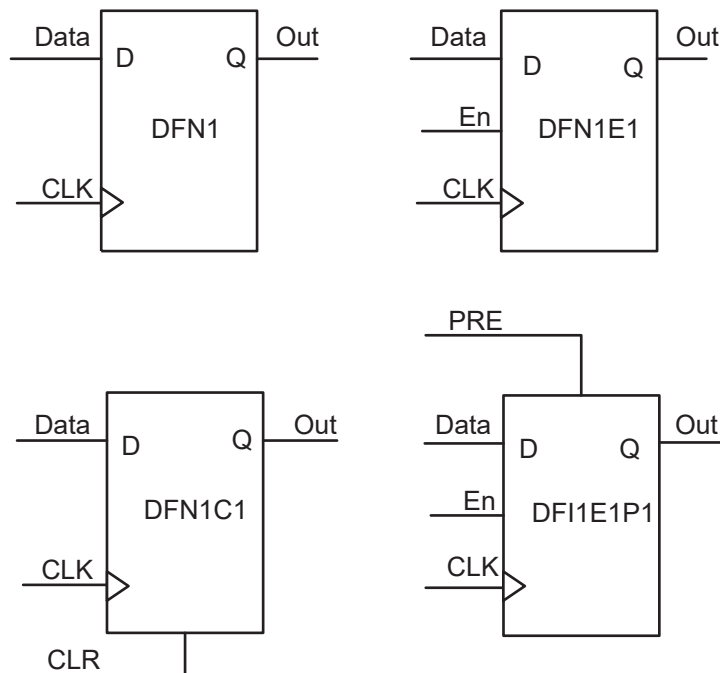 Data
Out
D
Q
DFN1
CLK
Data
Out
D
Q
En
DFN1E1
CLK
Data
Out
D
Q
DFN1C1
CLK
CLR
PRE
Data
Out
D
Q
En
DFI1E1P1
CLK